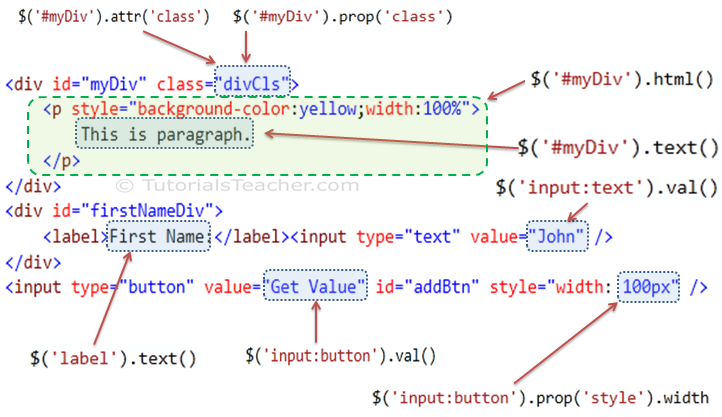 $('#myDiv').attr('class') $('#myDiv').prop('class')
<div id="myDiv" class="divCls">
$('#myDiv').html()
<p style="background-color:yellow;width:100%">
This is paragraph.
$('#myDiv').text()
</p>
</div>
© TutorialsTeacher.com
$('input:text').val()
<div id="firstNameDiv">
<label>First Name:</label><input type="text" value="John" />
</div>
<input type="button" value="Get Value" id="addBtn" style="width: 100px" />
$('label').text() $('input:button').val()
$('input:button').prop('style').width